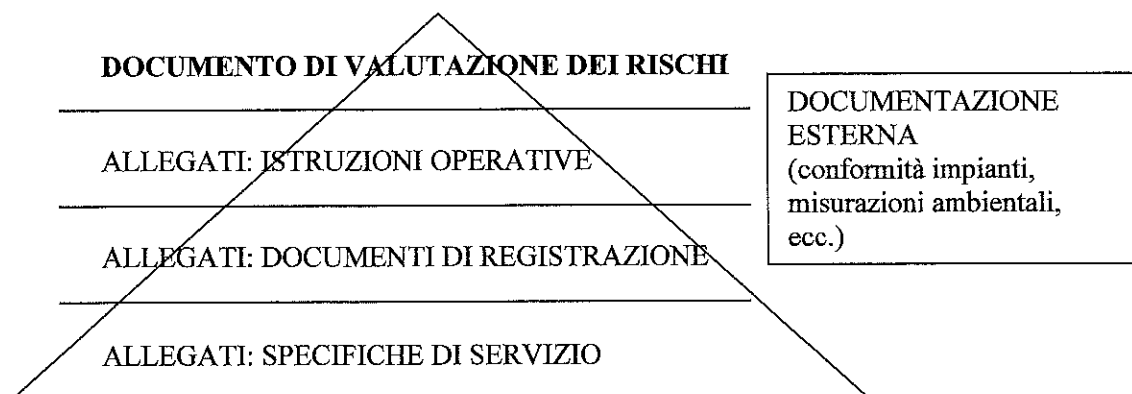 DOCUMENTO DI VALUTAZIONE DEI RISCHI
ALLEGATI: ISTRUZIONI OPERATIVE
ALLEGATI: DOCUMENTI DI REGISTRAZIONE
ALLEGATI: SPECIFICHE DI SERVIZIO
DOCUMENTAZIONE
ESTERNA
(conformità impianti,
misurazioni ambientali,
ecc.)